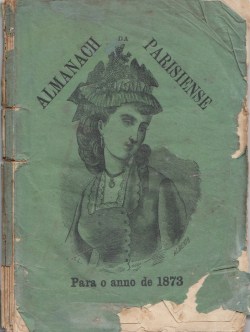 ALMANACH DA PARISIENSE
Para o anno de 1873